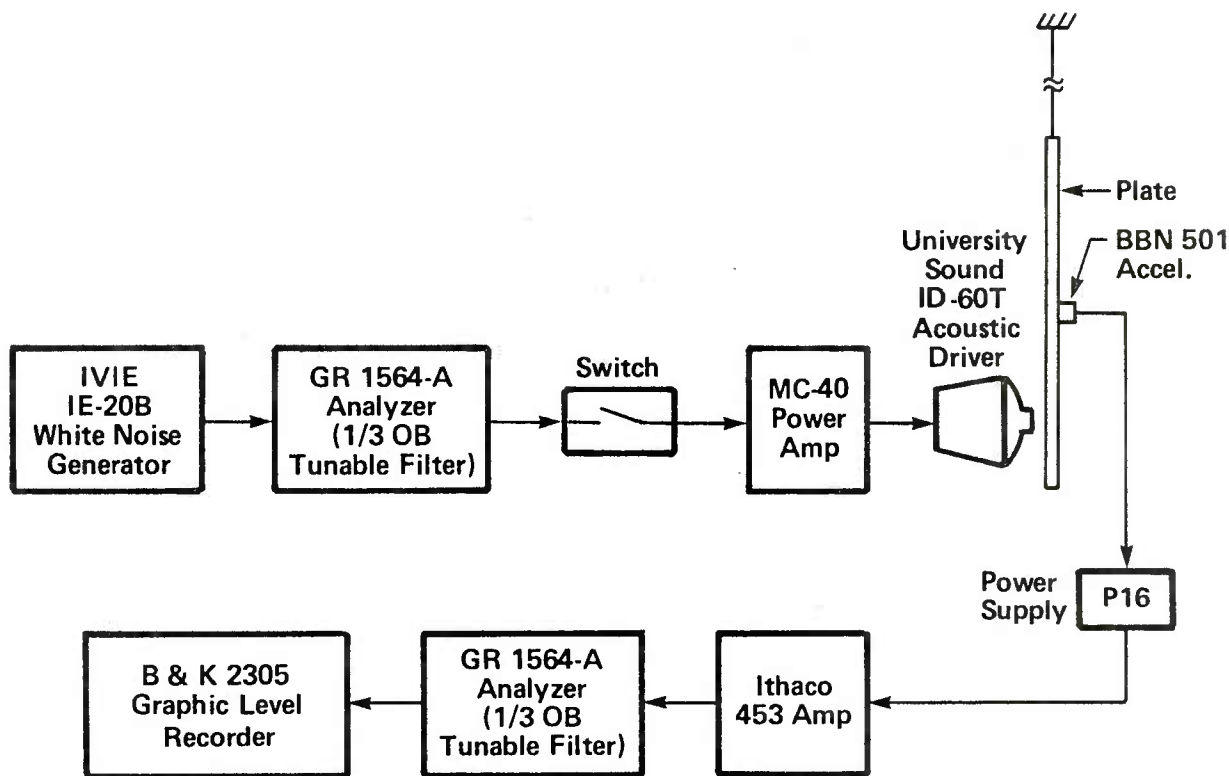 Plate
BBN 501
Accel.
University
Sound
ID-60T
Acoustic
Driver
IVIE
IE-20B
White Noise
Generator
GR 1564-A
Analyzer
(1/3 OB
Tunable Filter)
Switch
MC-40
Power
Amp
Power
Supply
P16
B & K 2305
Graphic Level
Recorder
GR 1564-A
Analyzer
(1/3 OB
Tunable Filter)
Ithaco
453 Amp